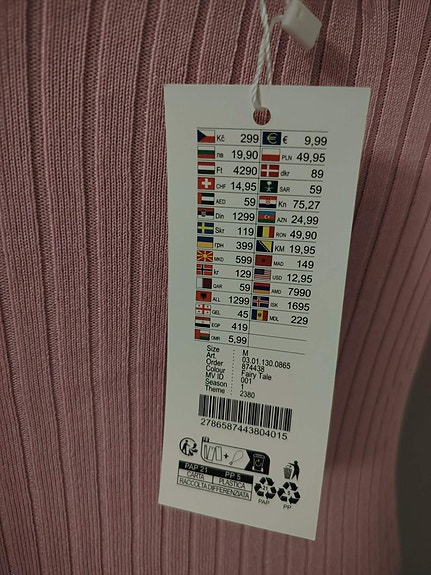 Kč 299 € 9,99
лв 19,90 PLN 49,95
Ft 4290 dkr 89
CHF 14,95 SAR 59
AED 59 Kn 75,27
Din 1299 AZN 24,99
Skr 119 RON 49,90
грн 399 KM 19,95
MKD 599 MAD 149
kr 129 USD 12,95
QAR 59 AMD 7990
ALL 1299 ISK 1695
GEL 45 MDL 229
EGP 419
OMR 5,99
Size : M
Art. : 03.01.130.0865
Order : 874438
Colour : Fairy Tale
MV ID : 001
Season : 1
Theme : 2380
2786587443804015
PAP 21 PP 5
CARTA PLASTICA
RACCOLTA DIFFERENZIATA
21 5
PAP PP